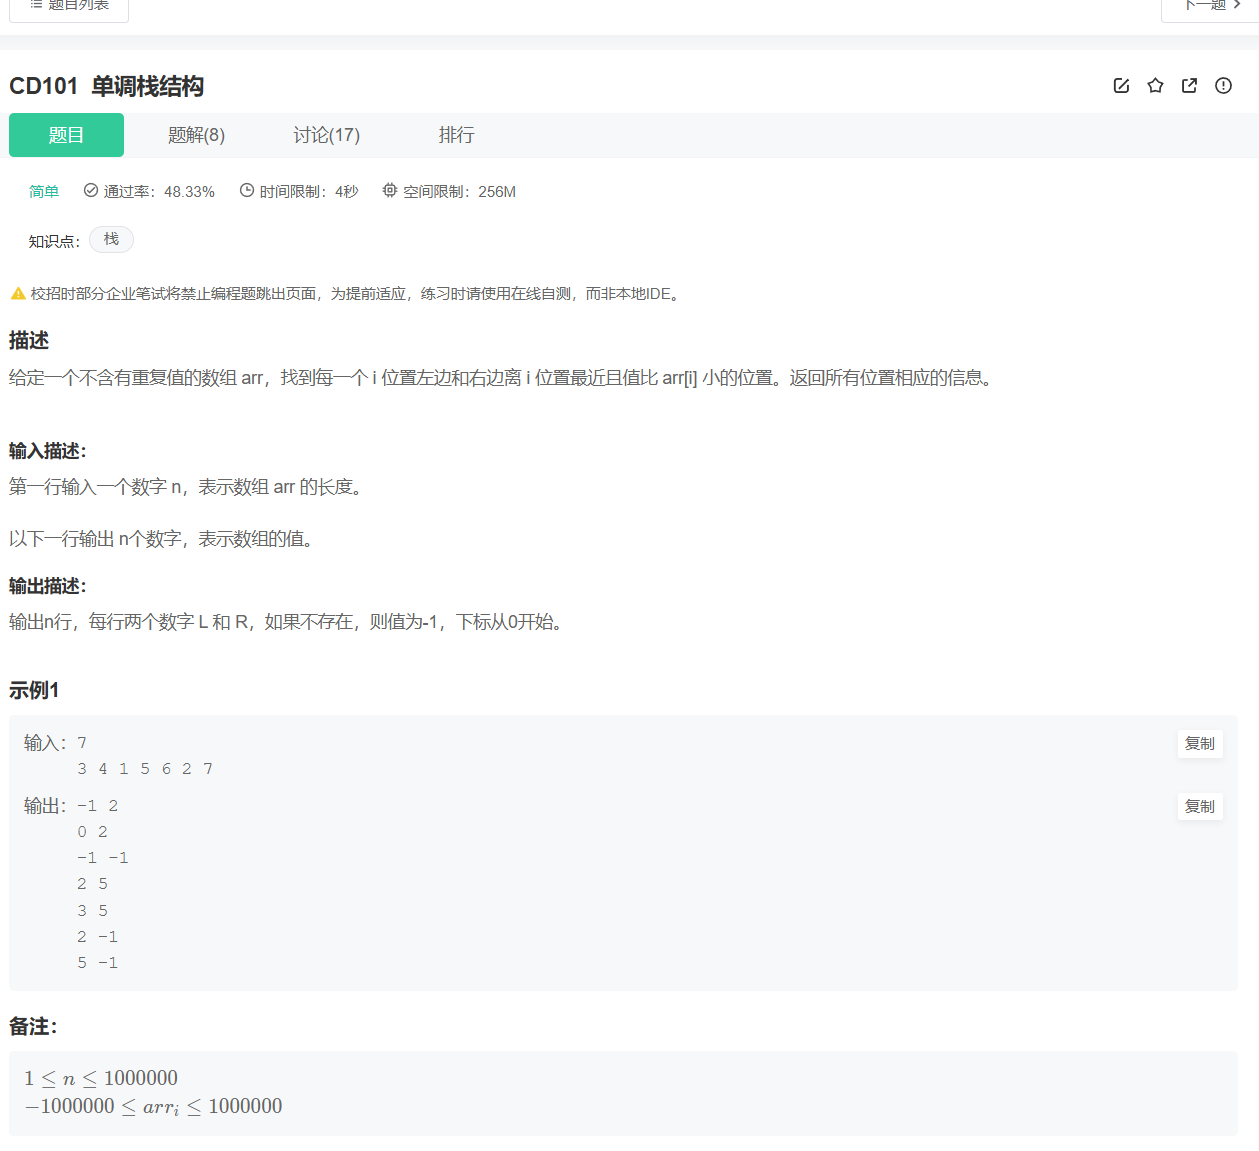 题目列表
下一题
CD101 单调栈结构
题目 题解(8) 讨论(17) 排行
简单 通过率：48.33% 时间限制：4秒 空间限制：256M
知识点： 栈
校招时部分企业笔试将禁止编程题跳出页面，为提前适应，练习时请使用在线自测，而非本地IDE。
描述
给定一个不含有重复值的数组 arr，找到每一个 i 位置左边和右边离 i 位置最近且值比 arr[i] 小的位置。返回所有位置相应的信息。
输入描述：
第一行输入一个数字 n，表示数组 arr 的长度。
以下一行输出 n个数字，表示数组的值。
输出描述：
输出n行，每行两个数字 L 和 R，如果不存在，则值为-1，下标从0开始。
示例1
输入：7 复制
3 4 1 5 6 2 7
输出：-1 2 复制
0 2
-1 -1
2 5
3 5
2 -1
5 -1
备注：
1 ≤ n ≤ 1000000
−1000000 ≤ arrᵢ ≤ 1000000